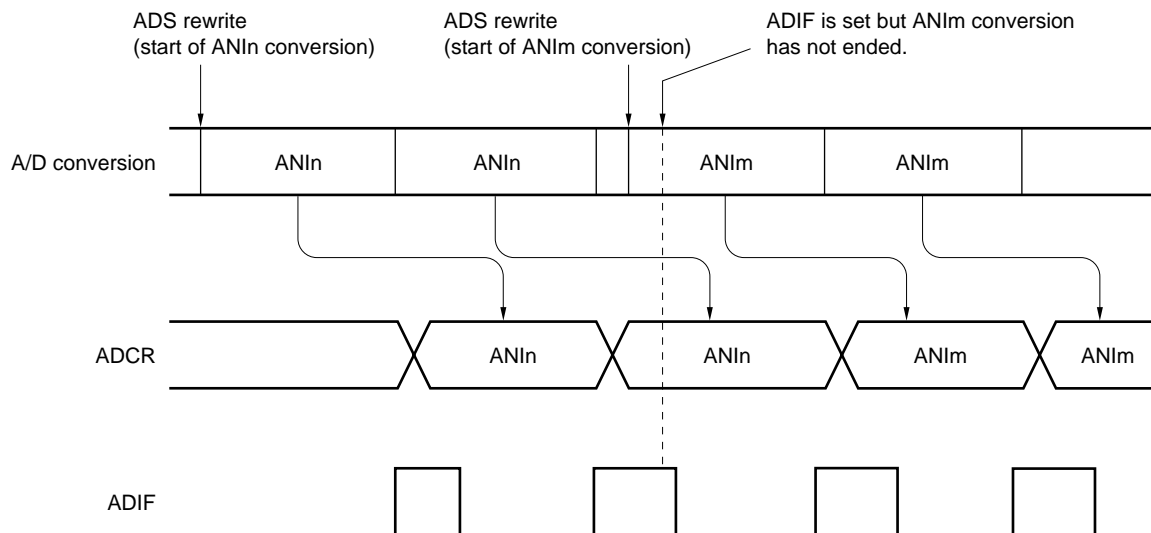 ADS rewrite
(start of ANIn conversion)
ADS rewrite
(start of ANIm conversion)
ADIF is set but ANIm conversion
has not ended.
A/D conversion
ANIn
ANIn
ANIm
ANIm
ADCR
ANIn
ANIn
ANIm
ANIm
ADIF